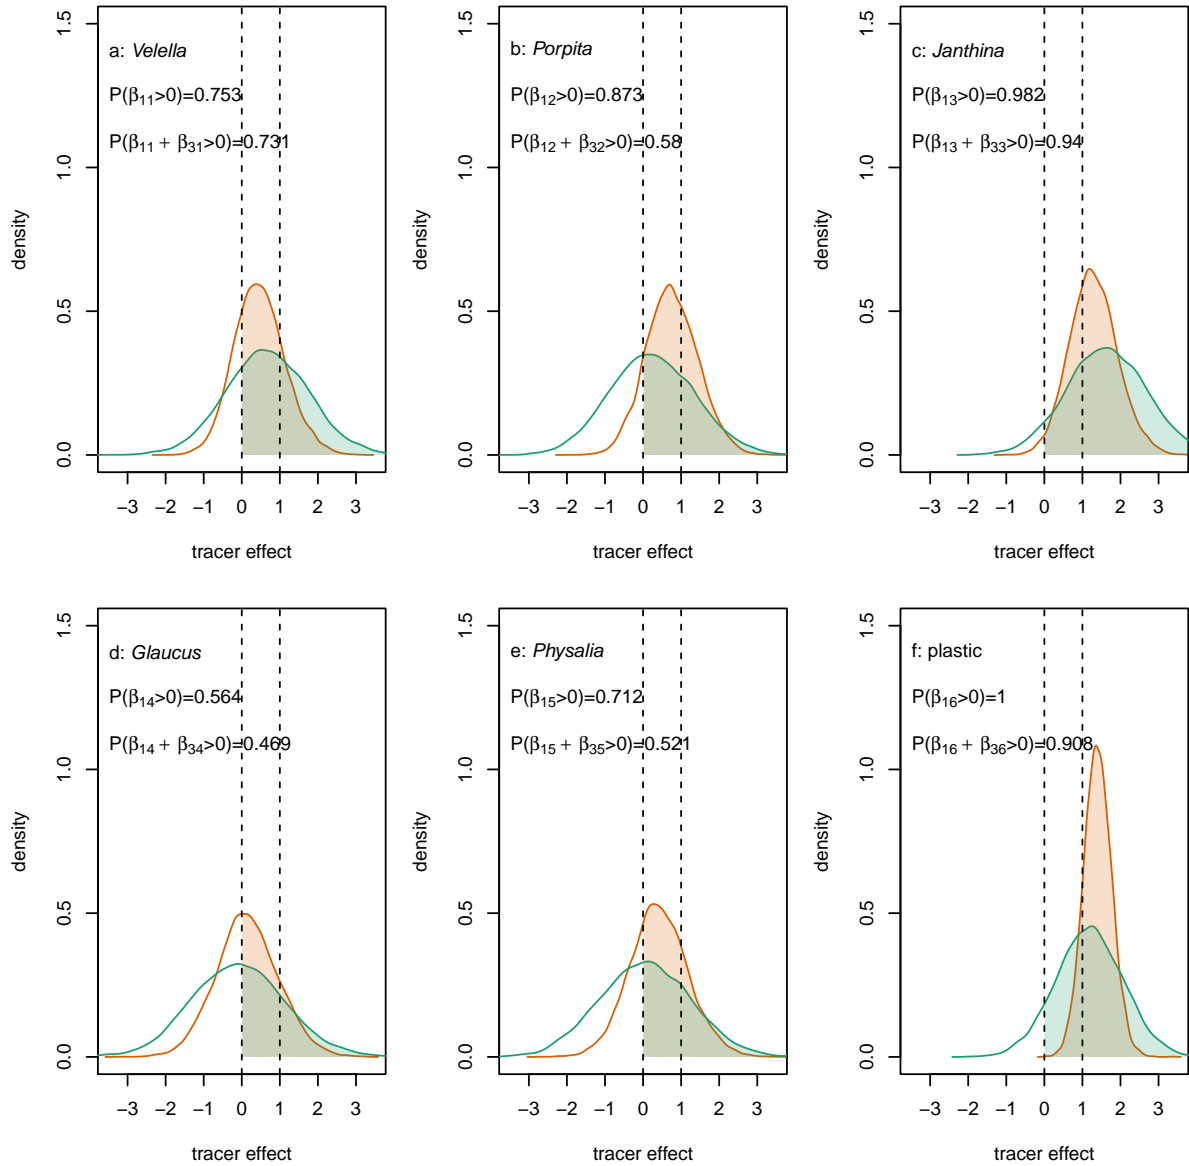 a: Velella
P(β11>0)=0.753
P(β11 + β31>0)=0.731
density
0.0 0.5 1.0 1.5
−3 −2 −1 0 1 2 3
tracer effect
b: Porpita
P(β12>0)=0.873
P(β12 + β32>0)=0.58
density
0.0 0.5 1.0 1.5
−3 −2 −1 0 1 2 3
tracer effect
c: Janthina
P(β13>0)=0.982
P(β13 + β33>0)=0.94
density
0.0 0.5 1.0 1.5
−3 −2 −1 0 1 2 3
tracer effect
d: Glaucus
P(β14>0)=0.564
P(β14 + β34>0)=0.469
density
0.0 0.5 1.0 1.5
−3 −2 −1 0 1 2 3
tracer effect
e: Physalia
P(β15>0)=0.712
P(β15 + β35>0)=0.521
density
0.0 0.5 1.0 1.5
−3 −2 −1 0 1 2 3
tracer effect
f: plastic
P(β16>0)=1
P(β16 + β36>0)=0.908
density
0.0 0.5 1.0 1.5
−3 −2 −1 0 1 2 3
tracer effect